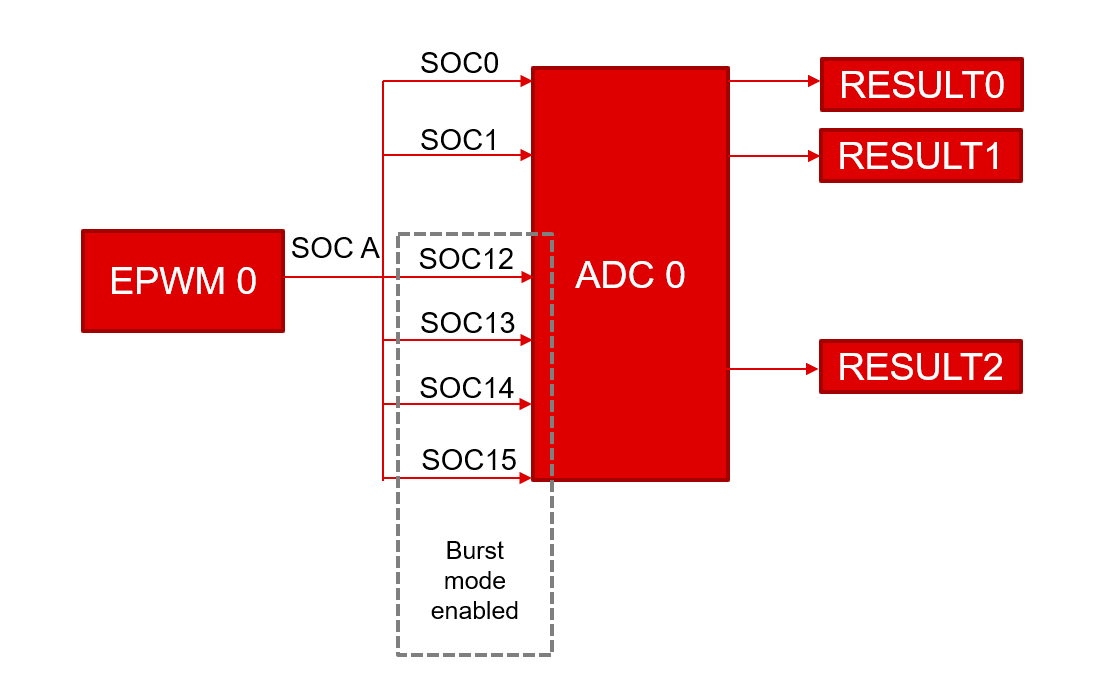 SOC0
RESULT0
SOC1
RESULT1
SOC A
SOC12
EPWM 0
ADC 0
SOC13
RESULT2
SOC14
SOC15
Burst
mode
enabled